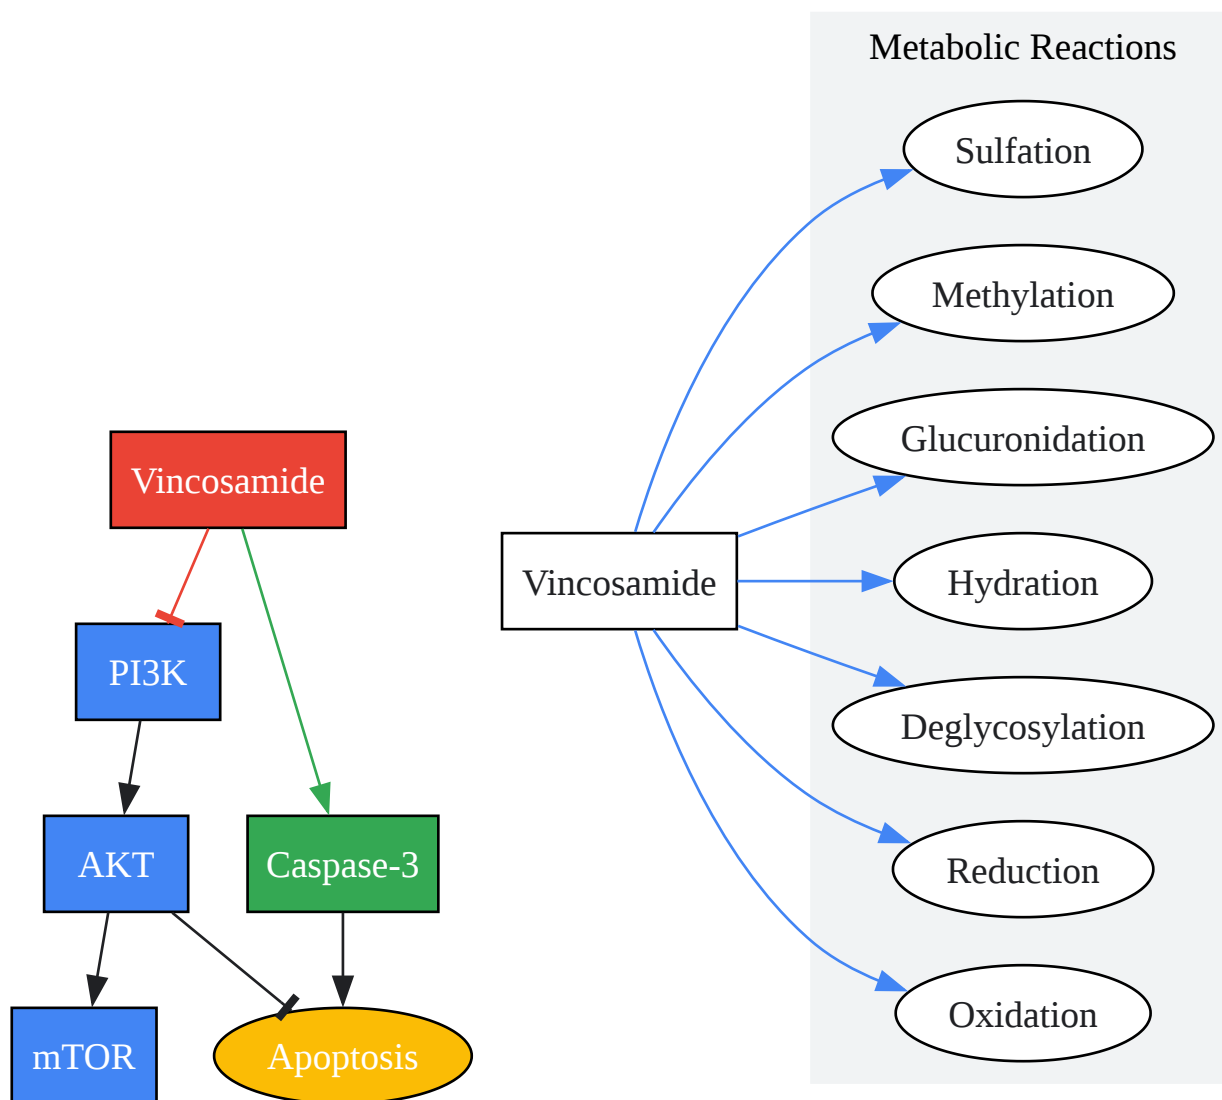 Vincosamide
PI3K
AKT
Caspase-3
mTOR
Apoptosis
Vincosamide
Metabolic Reactions
Sulfation
Methylation
Glucuronidation
Hydration
Deglycosylation
Reduction
Oxidation